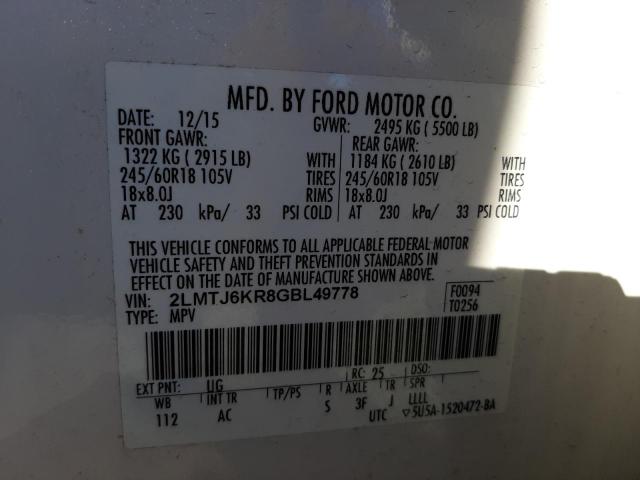 MFD. BY FORD MOTOR CO.
DATE: 12/15 GVWR: 2495 KG ( 5500 LB)
FRONT GAWR: REAR GAWR:
1322 KG ( 2915 LB) WITH 1184 KG ( 2610 LB) WITH
245/60R18 105V TIRES 245/60R18 105V TIRES
18x8.0J RIMS 18x8.0J RIMS
AT 230 kPa/ 33 PSI COLD AT 230 kPa/ 33 PSI COLD
THIS VEHICLE CONFORMS TO ALL APPLICABLE FEDERAL MOTOR
VEHICLE SAFETY AND THEFT PREVENTION STANDARDS IN
EFFECT ON THE DATE OF MANUFACTURE SHOWN ABOVE.
VIN: 2LMTJ6KR8GBL49778 F0094
TYPE: MPV T0256
EXT PNT: UG RC: 25 DSO:
WB INT TR TP/PS R AXLE TR SPR
112 AC S 3F J LLLL
UTC ▽5U5A-1520472-BA